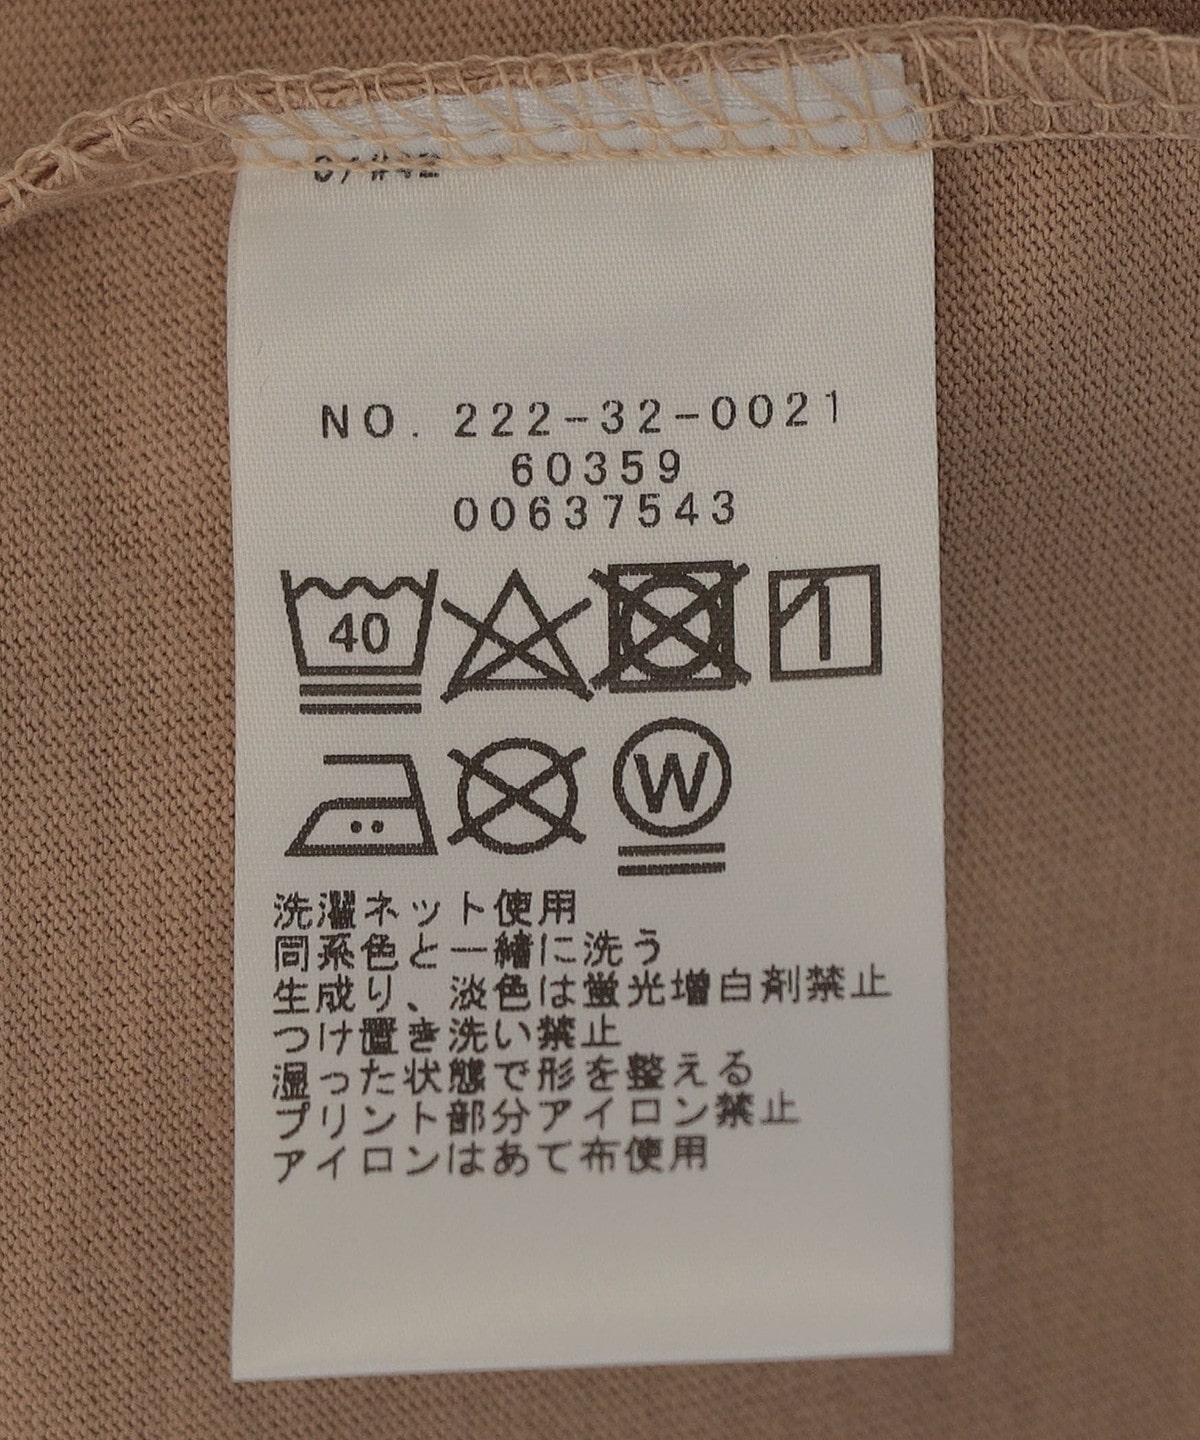 NO. 222-32-0021
60359
00637543
40
W
洗濯ネット使用
同系色と一緒に洗う
生成り、淡色は蛍光増白剤禁止
つけ置き洗い禁止
湿った状態で形を整える
プリント部分アイロン禁止
アイロンはあて布使用